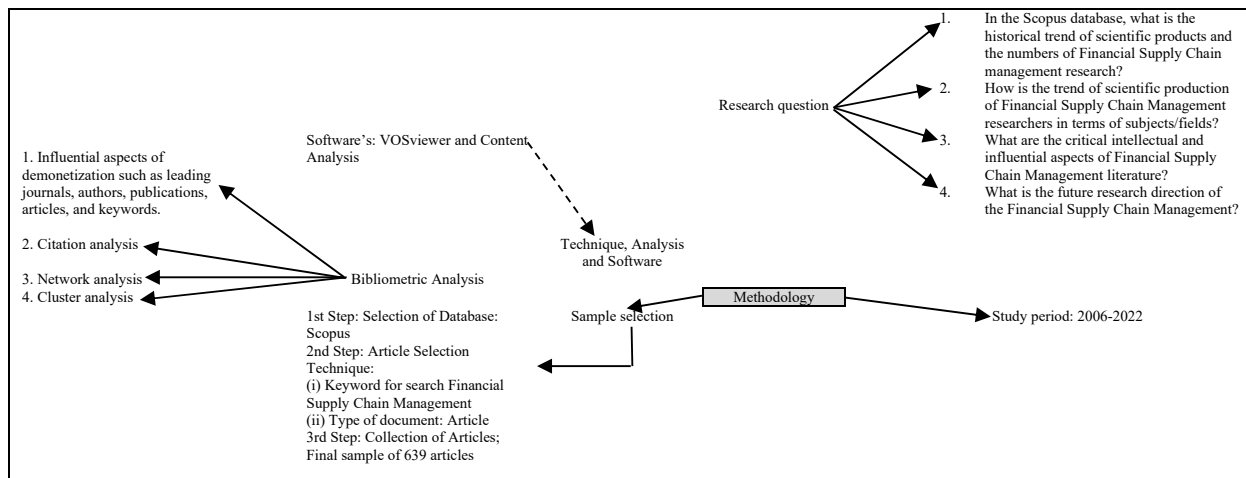 1. In the Scopus database, what is the
historical trend of scientific products and
the numbers of Financial Supply Chain
management research?
2. How is the trend of scientific production
of Financial Supply Chain Management
researchers in terms of subjects/fields?
3. What are the critical intellectual and
influential aspects of Financial Supply
Chain Management literature?
4. What is the future research direction of
the Financial Supply Chain Management?
Research question
Software's: VOSviewer and Content
Analysis
1. Influential aspects of
demonetization such as leading
journals, authors, publications,
articles, and keywords.
2. Citation analysis
3. Network analysis
4. Cluster analysis
Bibliometric Analysis
Technique, Analysis
and Software
Methodology
Sample selection
Study period: 2006-2022
1st Step: Selection of Database:
Scopus
2nd Step: Article Selection
Technique:
(i) Keyword for search Financial
Supply Chain Management
(ii) Type of document: Article
3rd Step: Collection of Articles;
Final sample of 639 articles